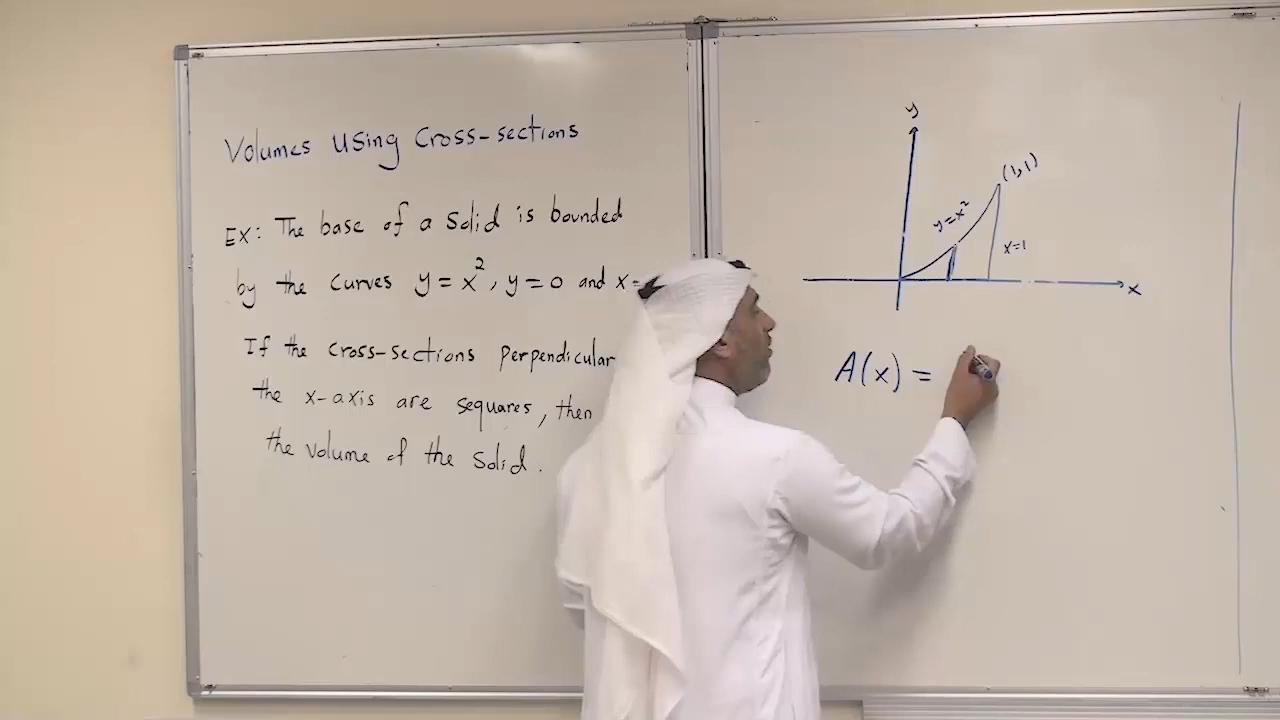 Volumes Using Cross-sections
EX: The base of a solid is bounded
by the curves y = x², y = 0 and x =
If the cross-sections perpendicular
the x-axis are sequares, then
the volume of the solid.
y
(1,1)
y = x²
x=1
x
A(x) =